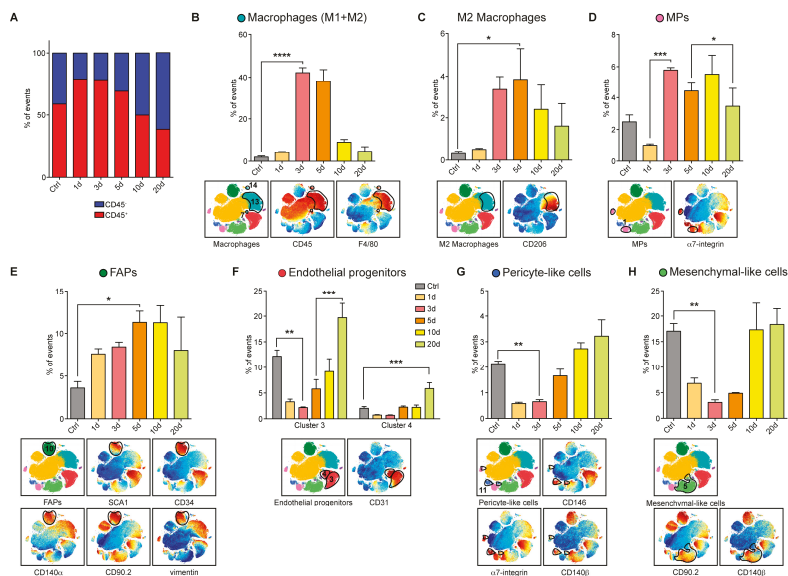 A
% of events
100
50
0
Ctrl
1d
3d
5d
10d
20d
CD45⁻
CD45⁺
B
Macrophages (M1+M2)
% of events
60
40
20
0
****
Ctrl
1d
3d
5d
10d
20d
14
13
7
Macrophages
CD45
F4/80
C
M2 Macrophages
% of events
6
4
2
0
*
Ctrl
1d
3d
5d
10d
20d
M2 Macrophages
CD206
D
MPs
% of events
8
6
4
2
0
***
*
Ctrl
1d
3d
5d
10d
20d
MPs
α7-integrin
E
FAPs
% of events
15
10
5
0
*
Ctrl
1d
3d
5d
10d
20d
10
FAPs
SCA1
CD34
CD140α
CD90.2
vimentin
F
Endothelial progenitors
% of events
25
20
15
10
5
0
**
***
***
Ctrl
1d
3d
5d
10d
20d
Cluster 3
Cluster 4
4
3
Endothelial progenitors
CD31
G
Pericyte-like cells
% of events
4
3
2
1
0
**
Ctrl
1d
3d
5d
10d
20d
11
Pericyte-like cells
CD146
α7-integrin
CD140β
H
Mesenchymal-like cells
% of events
25
20
15
10
5
0
**
Ctrl
1d
3d
5d
10d
20d
5
Mesenchymal-like cells
CD90.2
CD140β